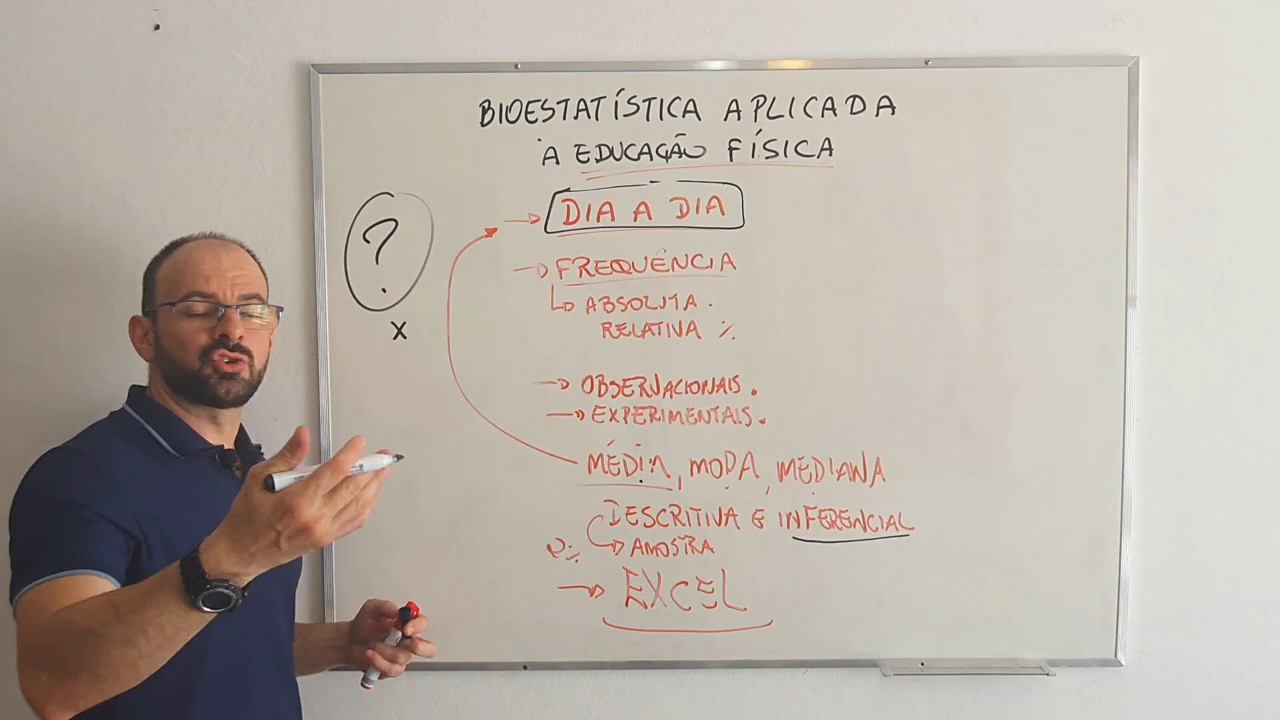 BIOESTATÍSTICA APLICADA
À EDUCAÇÃO FÍSICA
→ DIA A DIA
?
x
→ FREQUÊNCIA
↳ ABSOLUTA.
RELATIVA %
→ OBSERVACIONAIS.
→ EXPERIMENTAIS.
MÉDIA, MODA, MEDIANA
DESCRITIVA E INFERENCIAL
→ AMOSTRA
→ EXCEL